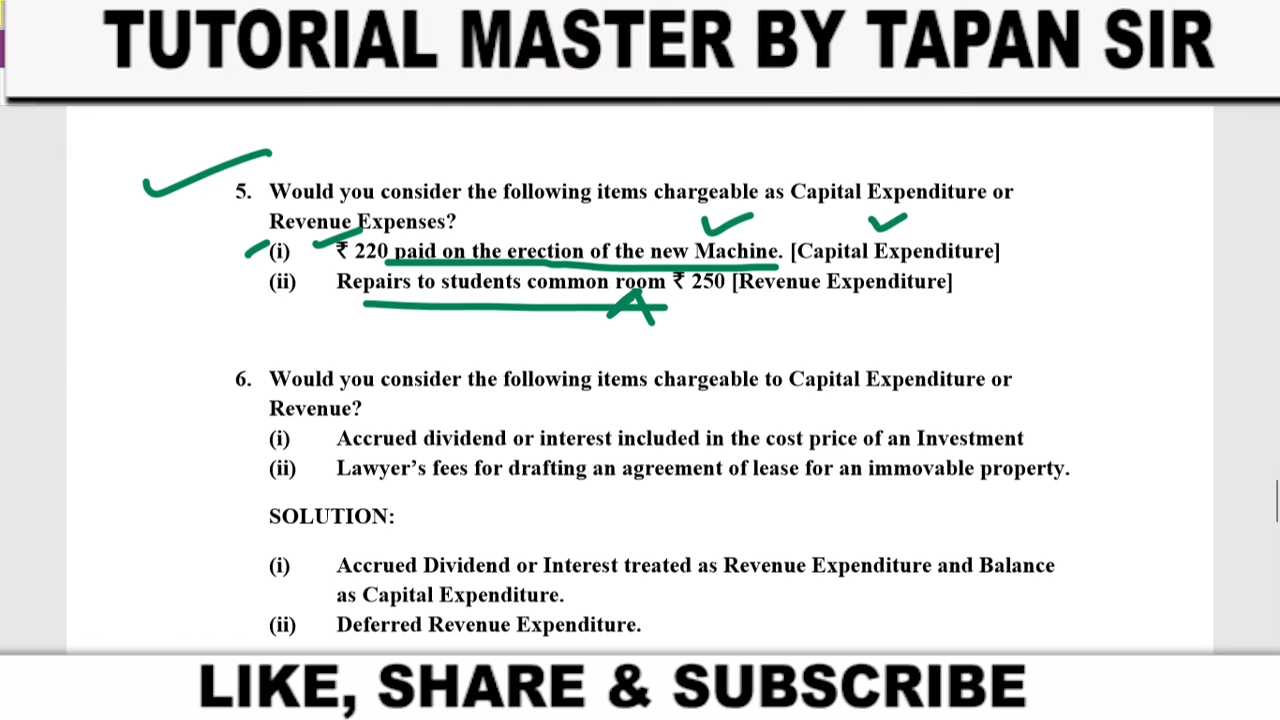 TUTORIAL MASTER BY TAPAN SIR
5. Would you consider the following items chargeable as Capital Expenditure or
Revenue Expenses?
(i) ₹ 220 paid on the erection of the new Machine. [Capital Expenditure]
(ii) Repairs to students common room ₹ 250 [Revenue Expenditure]
6. Would you consider the following items chargeable to Capital Expenditure or
Revenue?
(i) Accrued dividend or interest included in the cost price of an Investment
(ii) Lawyer’s fees for drafting an agreement of lease for an immovable property.
SOLUTION:
(i) Accrued Dividend or Interest treated as Revenue Expenditure and Balance
as Capital Expenditure.
(ii) Deferred Revenue Expenditure.
LIKE, SHARE & SUBSCRIBE